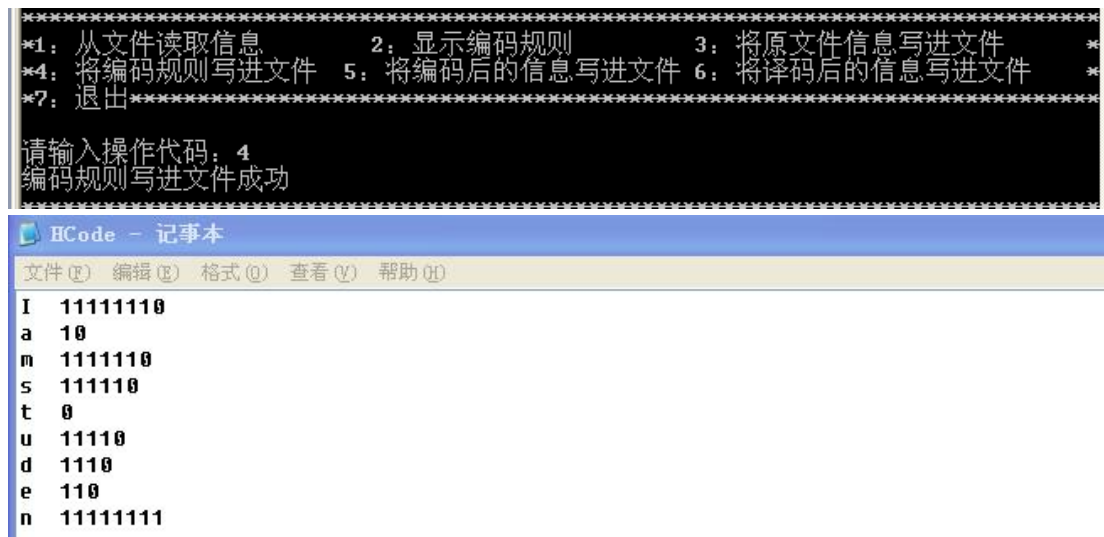 *******************************************************************
*1：从文件读取信息 2：显示编码规则 3：将原文件信息写进文件 *
*4：将编码规则写进文件 5：将编码后的信息写进文件 6：将译码后的信息写进文件 *
*7：退出***********************************************************
请输入操作代码：4
编码规则写进文件成功
*******************************************************************
HCode - 记事本
文件(F) 编辑(E) 格式(O) 查看(V) 帮助(H)
I 11111110
a 10
m 1111110
s 111110
t 0
u 11110
d 1110
e 110
n 11111111